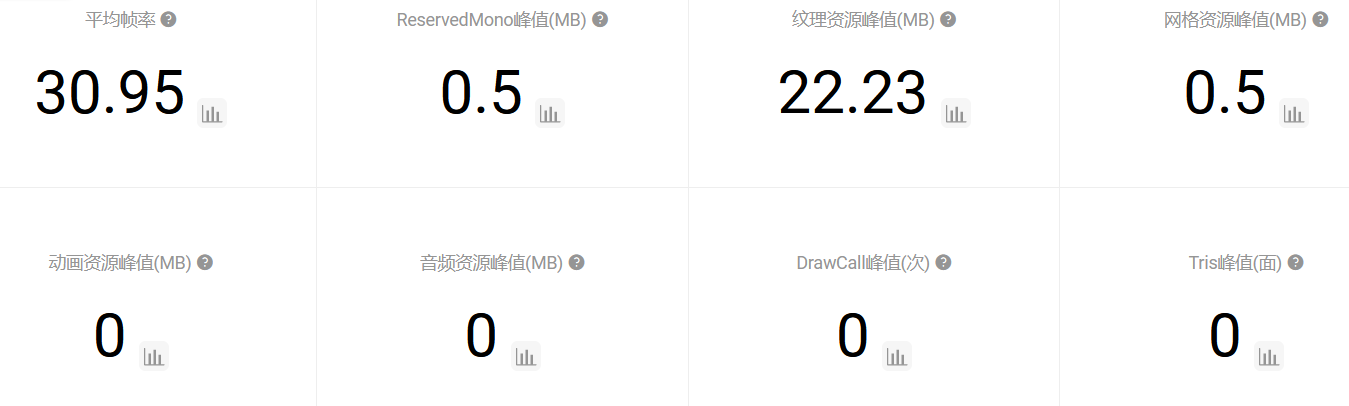 平均帧率 ?
ReservedMono峰值(MB) ?
纹理资源峰值(MB) ?
网格资源峰值(MB) ?
30.95
0.5
22.23
0.5
动画资源峰值(MB) ?
音频资源峰值(MB) ?
DrawCall峰值(次) ?
Tris峰值(面) ?
0
0
0
0